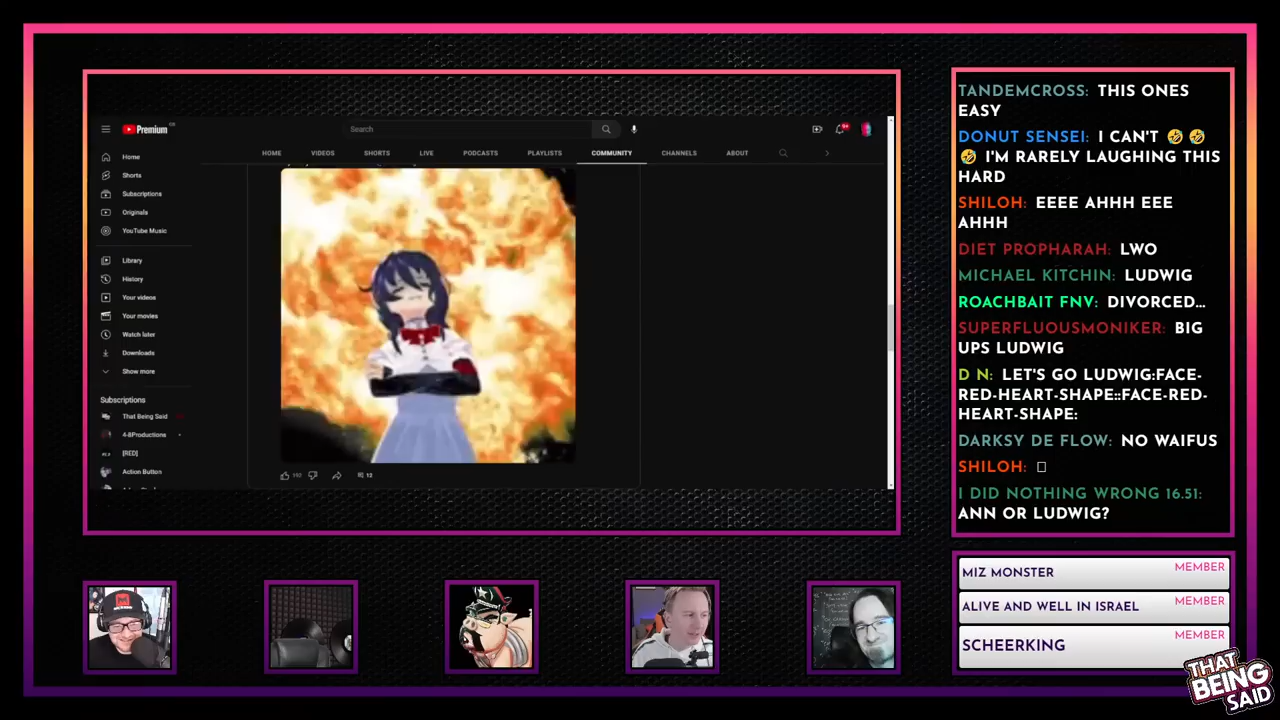 Premium
Search
9+
HOME
VIDEOS
SHORTS
LIVE
PODCASTS
PLAYLISTS
COMMUNITY
CHANNELS
ABOUT
Home
Shorts
Subscriptions
Originals
YouTube Music
Library
History
Your videos
Your movies
Watch later
Downloads
Show more
Subscriptions
That Being Said
4-8Productions
[RED]
Action Button
12
TANDEMCROSS: THIS ONES
EASY
DONUT SENSEI: I CAN'T 🤣 🤣
🤣 I'M RARELY LAUGHING THIS
HARD
SHILOH: EEEE AHHH EEE
AHHH
DIET PROPHARAH: LWO
MICHAEL KITCHIN: LUDWIG
ROACHBAIT FNV: DIVORCED...
SUPERFLUOUSMONIKER: BIG
UPS LUDWIG
D N: LET'S GO LUDWIG:FACE-
RED-HEART-SHAPE::FACE-RED-
HEART-SHAPE:
DARKSY DE FLOW: NO WAIFUS
SHILOH:
I DID NOTHING WRONG 16.51:
ANN OR LUDWIG?
MIZ MONSTER MEMBER
ALIVE AND WELL IN ISRAEL MEMBER
SCHEERKING MEMBER
THAT
BEING
SAID